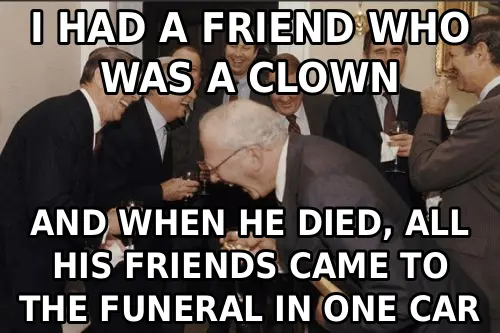 I HAD A FRIEND WHO
WAS A CLOWN
AND WHEN HE DIED, ALL
HIS FRIENDS CAME TO
THE FUNERAL IN ONE CAR